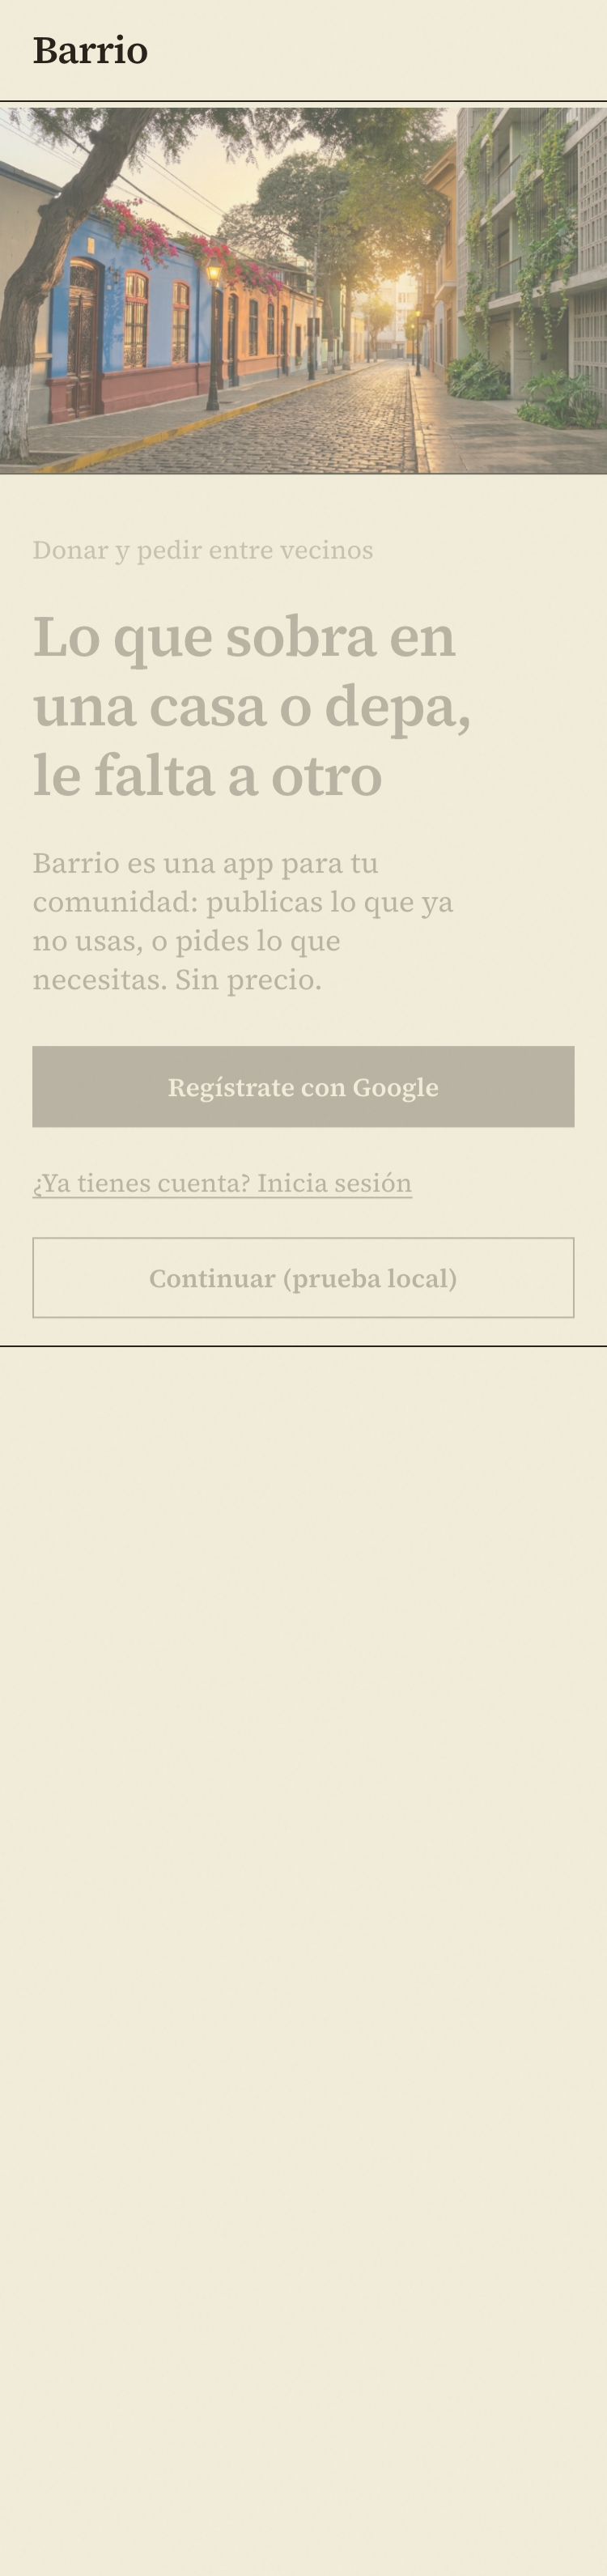 Barrio
Donar y pedir entre vecinos
Lo que sobra en
una casa o depa,
le falta a otro
Barrio es una app para tu
comunidad: publicas lo que ya
no usas, o pides lo que
necesitas. Sin precio.
Regístrate con Google
¿Ya tienes cuenta? Inicia sesión
Continuar (prueba local)